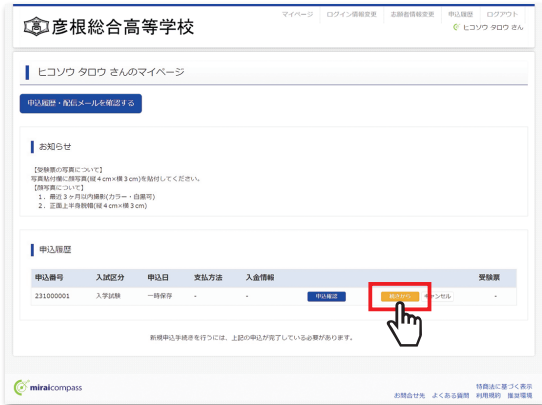 マイページ ログイン情報変更 志願者情報変更 申込履歴 ログアウト
彦根総合高等学校
ヒコソウ タロウ さん
ヒコソウ タロウ さんのマイページ
申込履歴・配信メールを確認する
お知らせ
【受験票の写真について】
写真貼付欄に顔写真(縦4cm×横3cm)を貼付してください。
【顔写真について】
1．最近3ヶ月以内撮影(カラー・白黒可)
2．正面上半身脱帽(縦4cm×横3cm)
申込履歴
申込番号 入試区分 申込日 支払方法 入金情報 受験票
231000001 入学試験 一時保存 - - 申込確認 続きから キャンセル -
新規申込手続きを行うには、上記の申込が完了している必要があります。
miraicompass
特商法に基づく表示
お問合せ先 よくある質問 利用規約 推奨環境